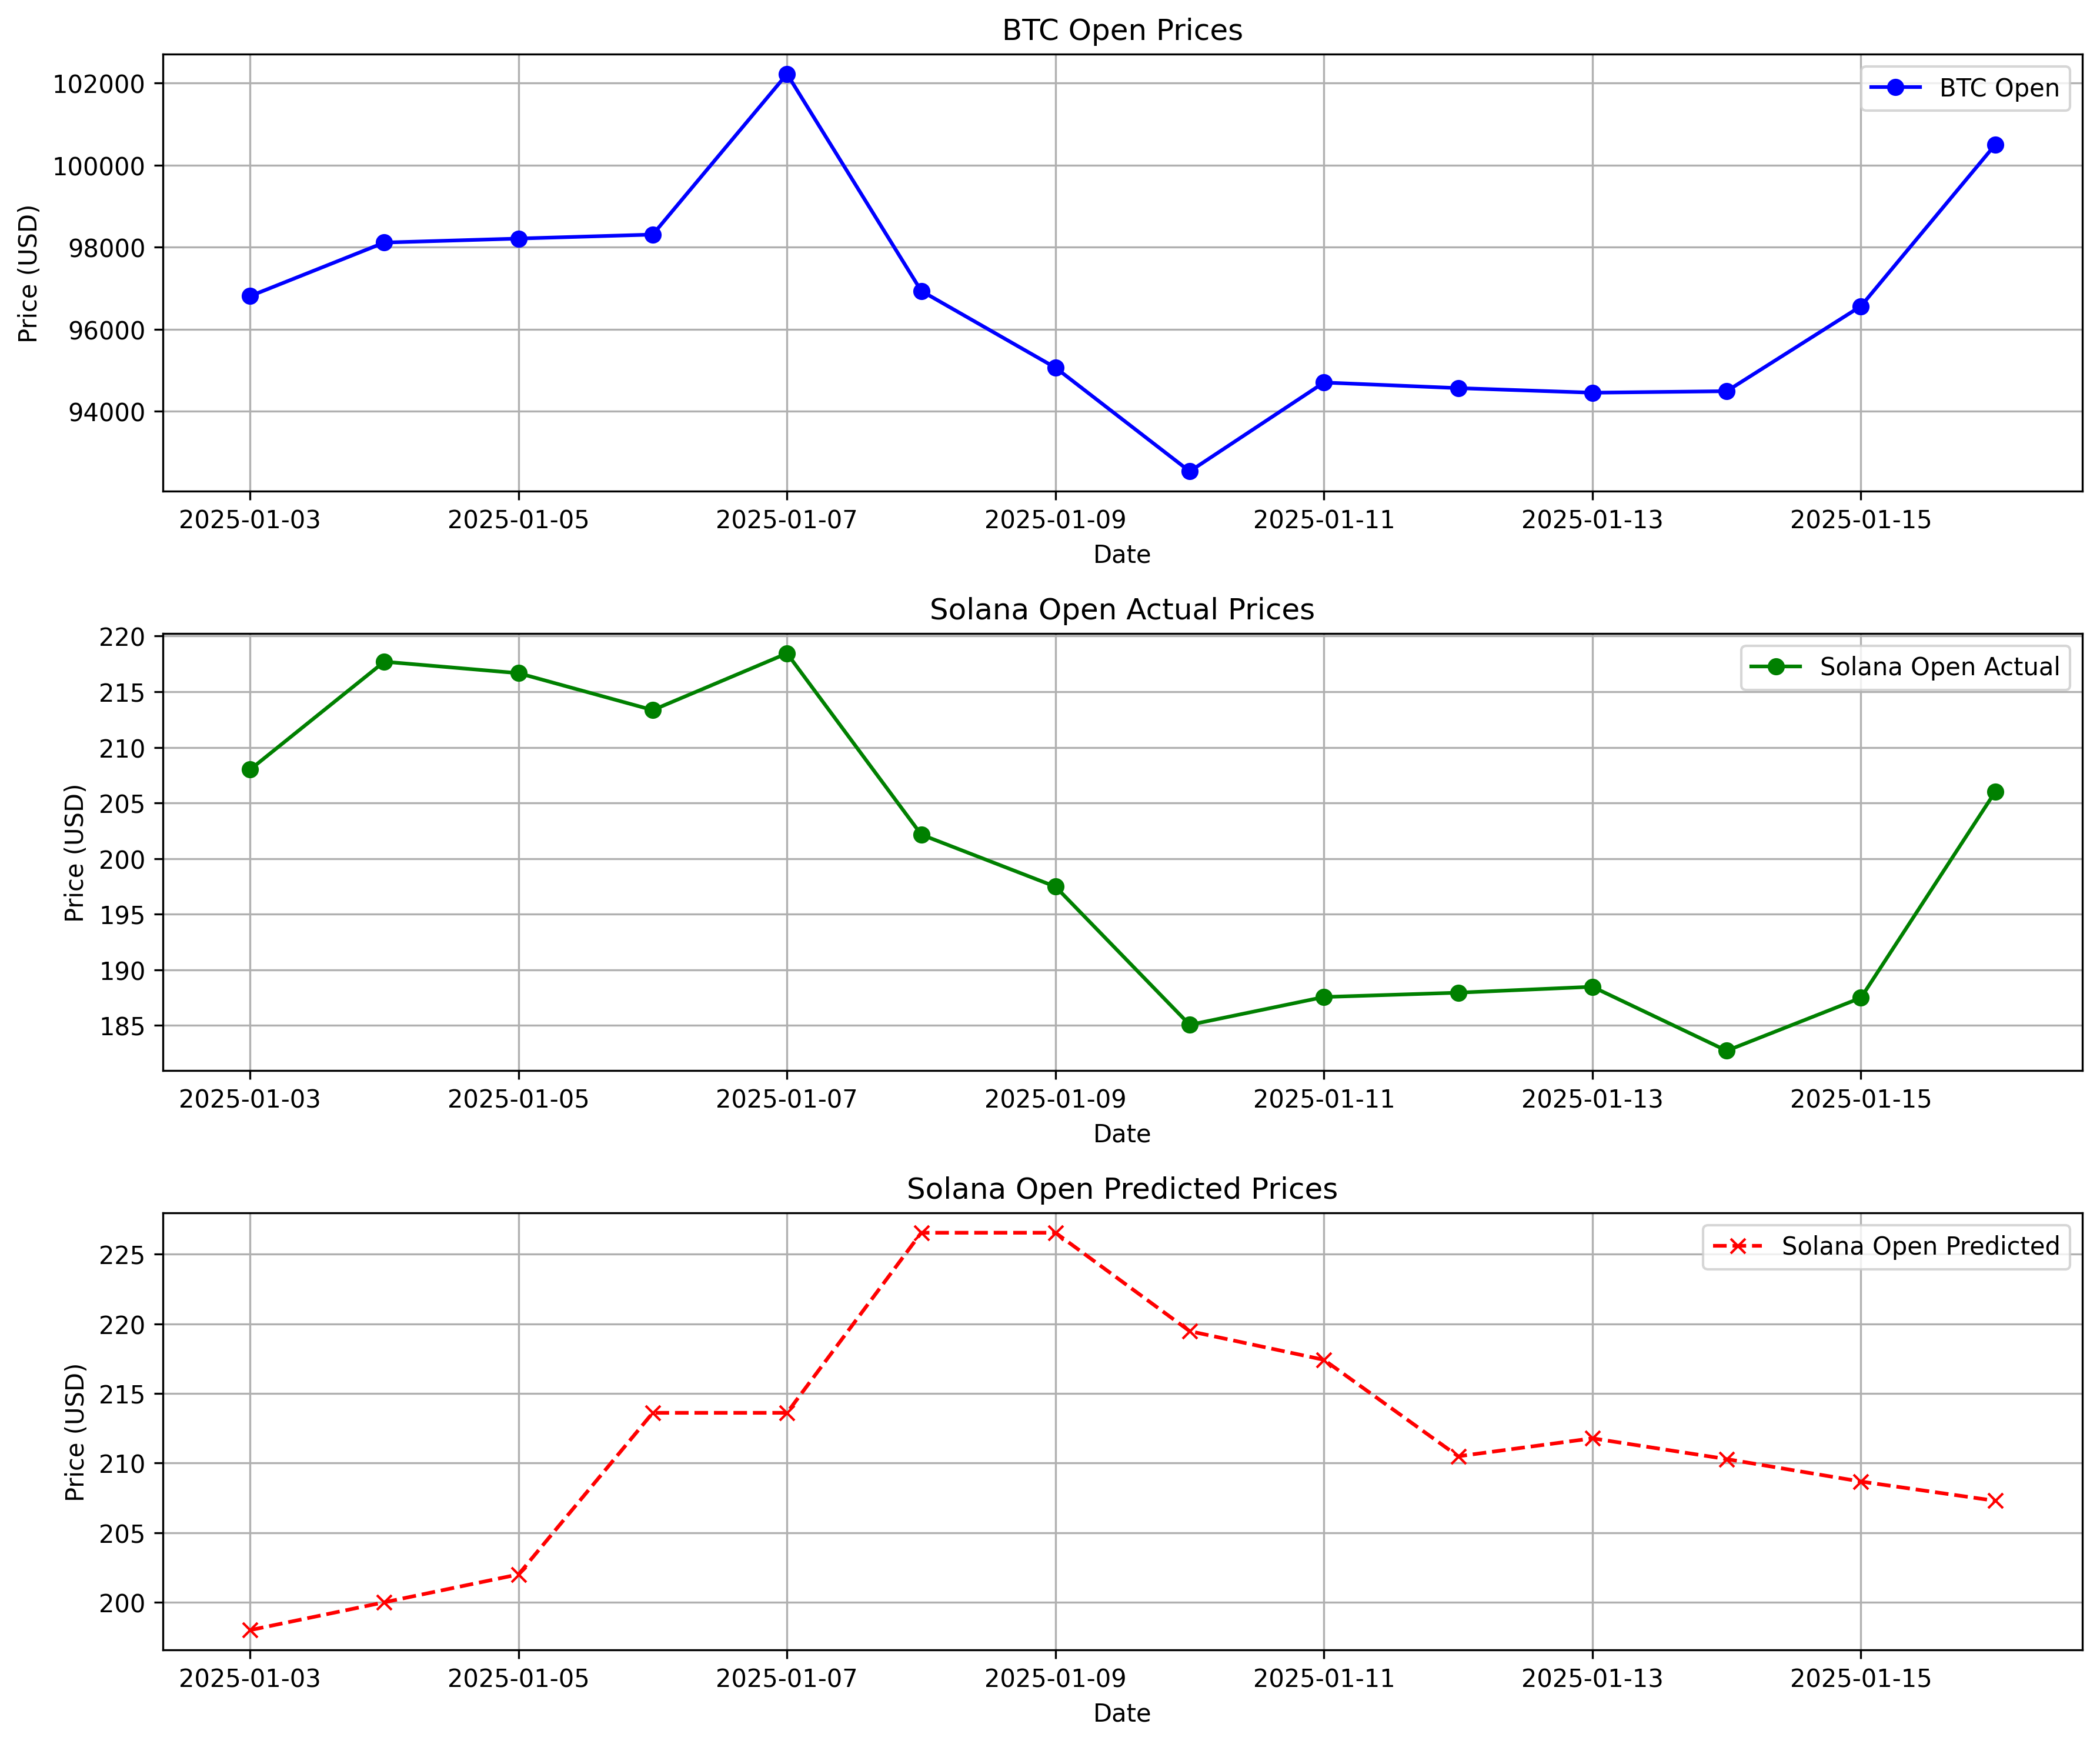 BTC Open Prices
BTC Open
102000
100000
98000
96000
94000
Price (USD)
2025-01-03 2025-01-05 2025-01-07 2025-01-09 2025-01-11 2025-01-13 2025-01-15
Date
Solana Open Actual Prices
Solana Open Actual
220
215
210
205
200
195
190
185
Price (USD)
2025-01-03 2025-01-05 2025-01-07 2025-01-09 2025-01-11 2025-01-13 2025-01-15
Date
Solana Open Predicted Prices
Solana Open Predicted
225
220
215
210
205
200
Price (USD)
2025-01-03 2025-01-05 2025-01-07 2025-01-09 2025-01-11 2025-01-13 2025-01-15
Date